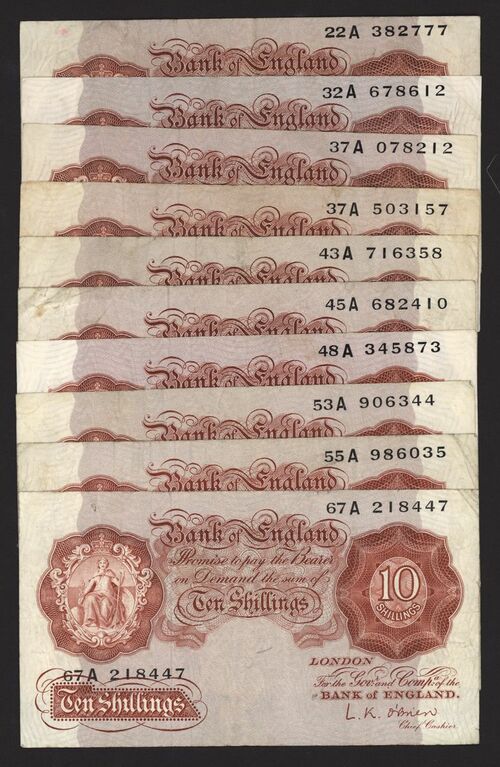 22A 382777
Bank of England
32A 678612
Bank of England
37A 078212
Bank of England
37A 503157
Bank of England
43A 716358
Bank of England
45A 682410
Bank of England
48A 345873
Bank of England
53A 906344
Bank of England
55A 986035
Bank of England
67A 218447
Bank of England
Promise to pay the Bearer
on Demand the sum of
Ten Shillings
10
SHILLINGS
LONDON
For the Govr. and Compa. of the
BANK OF ENGLAND.
L. K. O'Brien
Chief Cashier
67A 218447
Ten Shillings